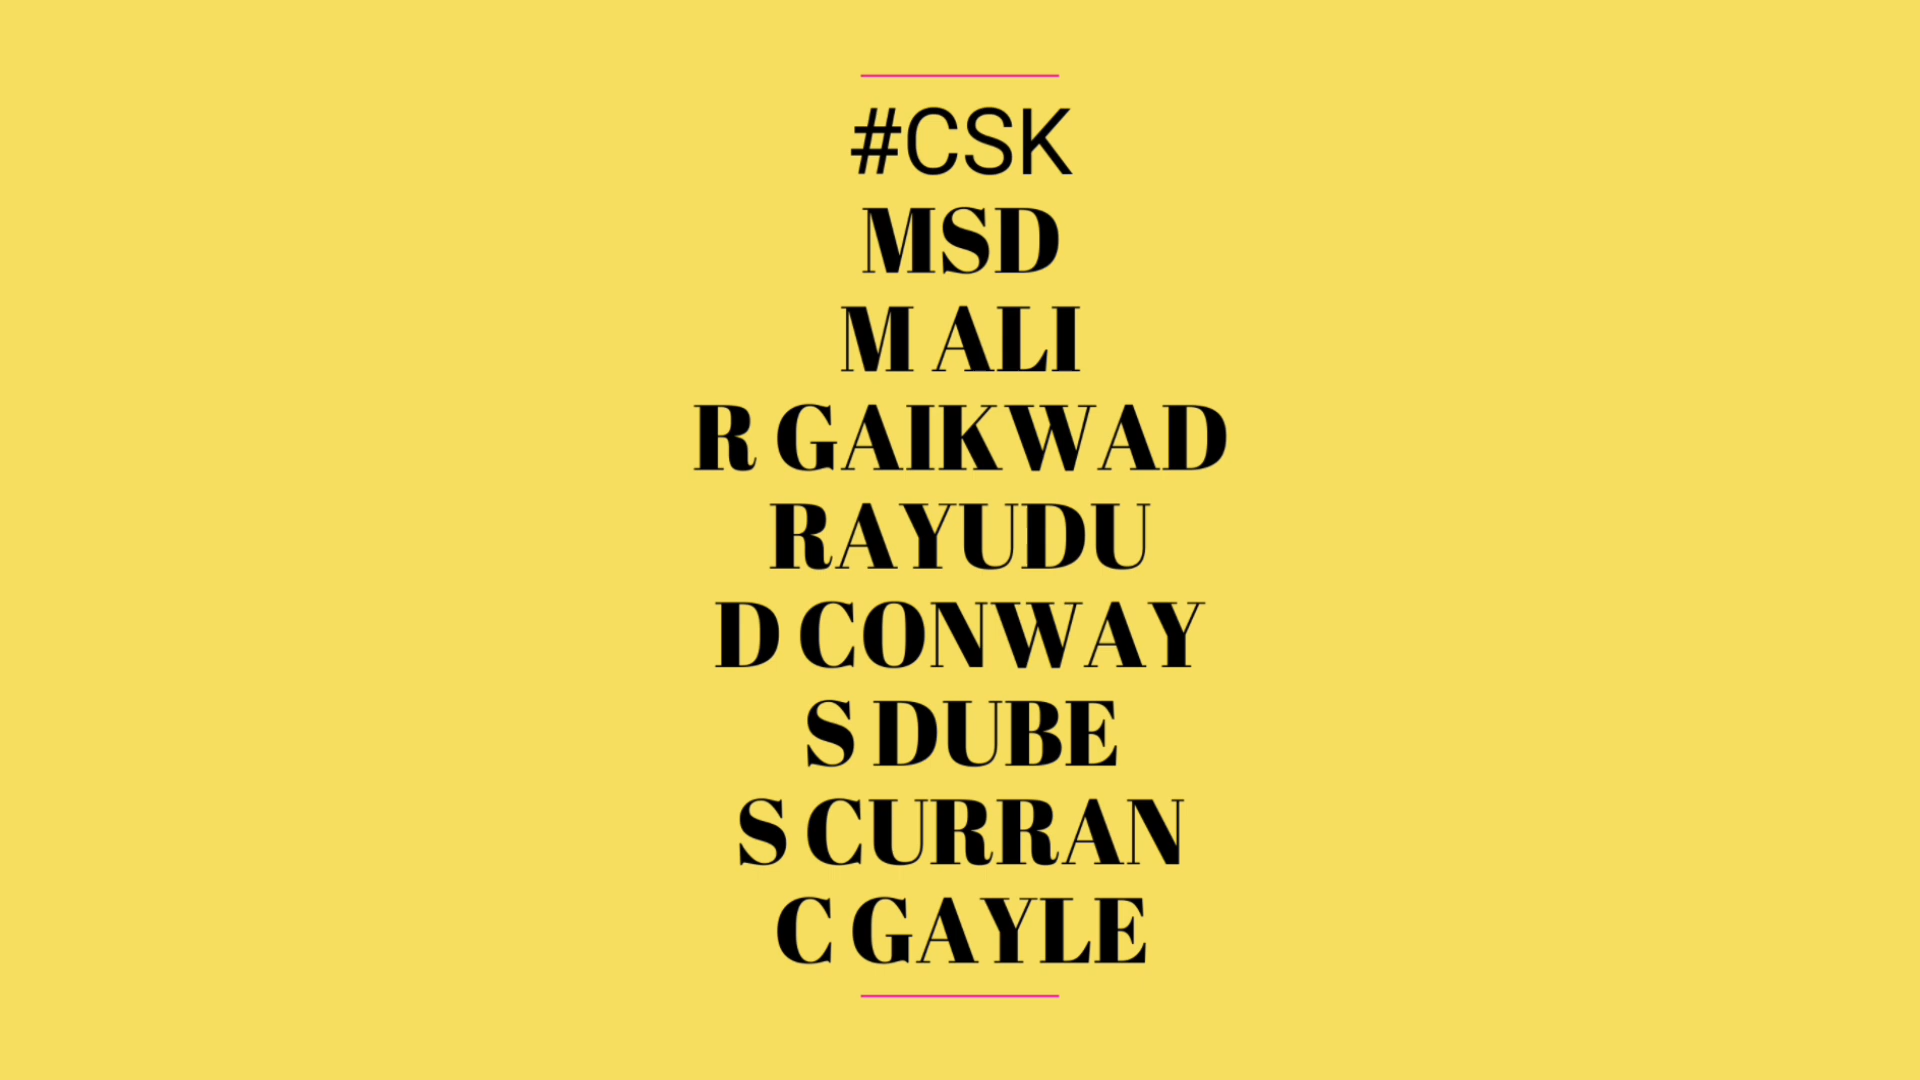 #CSK
MSD
M ALI
R GAIKWAD
RAYUDU
D CONWAY
S DUBE
S CURRAN
C GAYLE